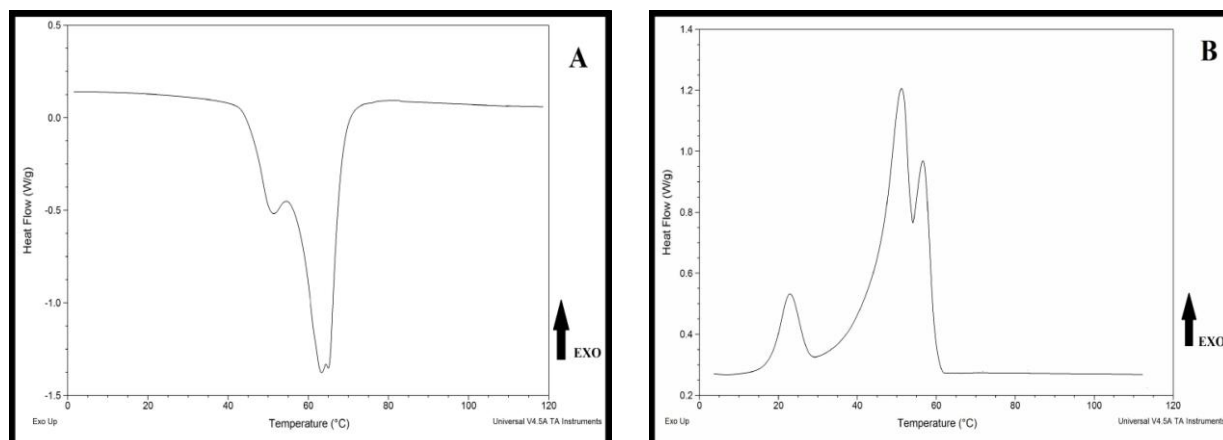 A
0.5
0.0
-0.5
-1.0
-1.5
Heat Flow (W/g)
0 20 40 60 80 100 120
Exo Up Temperature (°C) Universal V4.5A TA Instruments
EXO
B
1.4
1.2
1.0
0.8
0.6
0.4
0.2
Heat Flow (W/g)
0 20 40 60 80 100 120
Exo Up Temperature (°C) Universal V4.5A TA Instruments
EXO